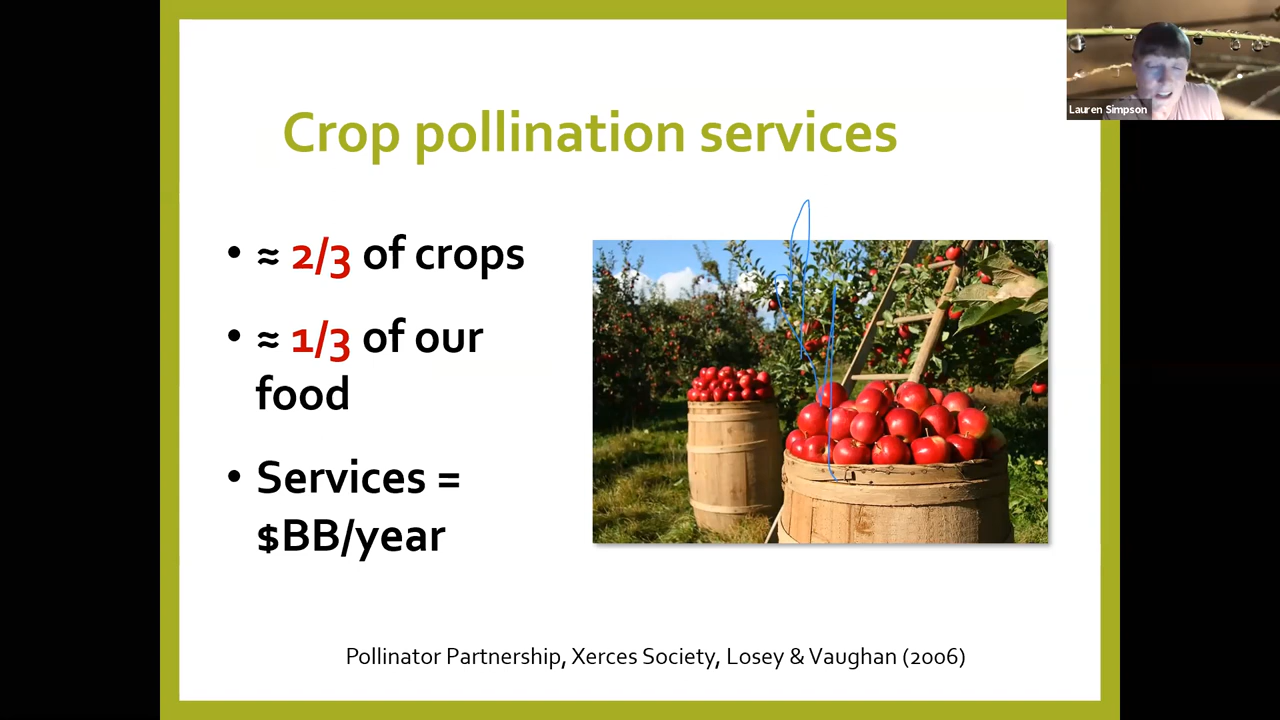 Lauren Simpson
Crop pollination services
• ≈ 2/3 of crops
• ≈ 1/3 of our
food
• Services =
$BB/year
Pollinator Partnership, Xerces Society, Losey & Vaughan (2006)